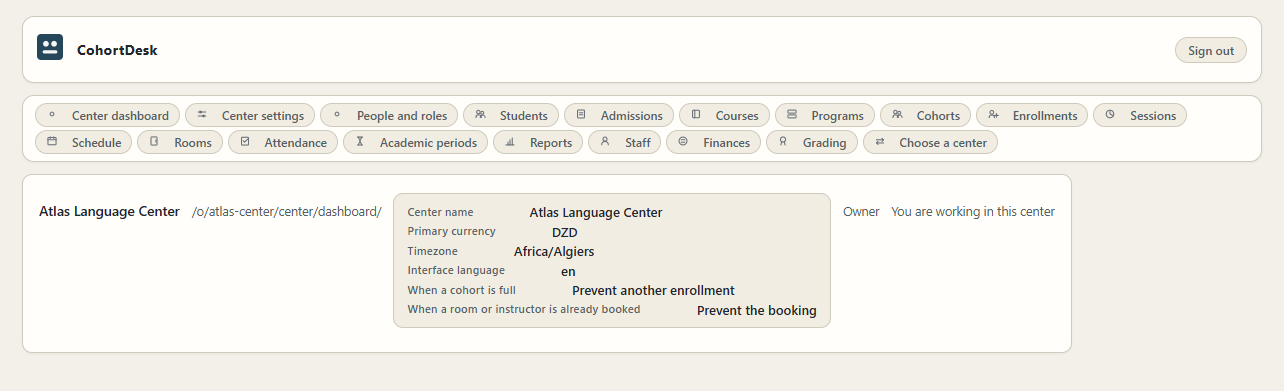 CohortDesk
Sign out
Center dashboard Center settings People and roles Students Admissions Courses Programs Cohorts Enrollments Sessions
Schedule Rooms Attendance Academic periods Reports Staff Finances Grading Choose a center
Atlas Language Center /o/atlas-center/center/dashboard/
Center name Atlas Language Center
Primary currency DZD
Timezone Africa/Algiers
Interface language en
When a cohort is full Prevent another enrollment
When a room or instructor is already booked Prevent the booking
Owner You are working in this center